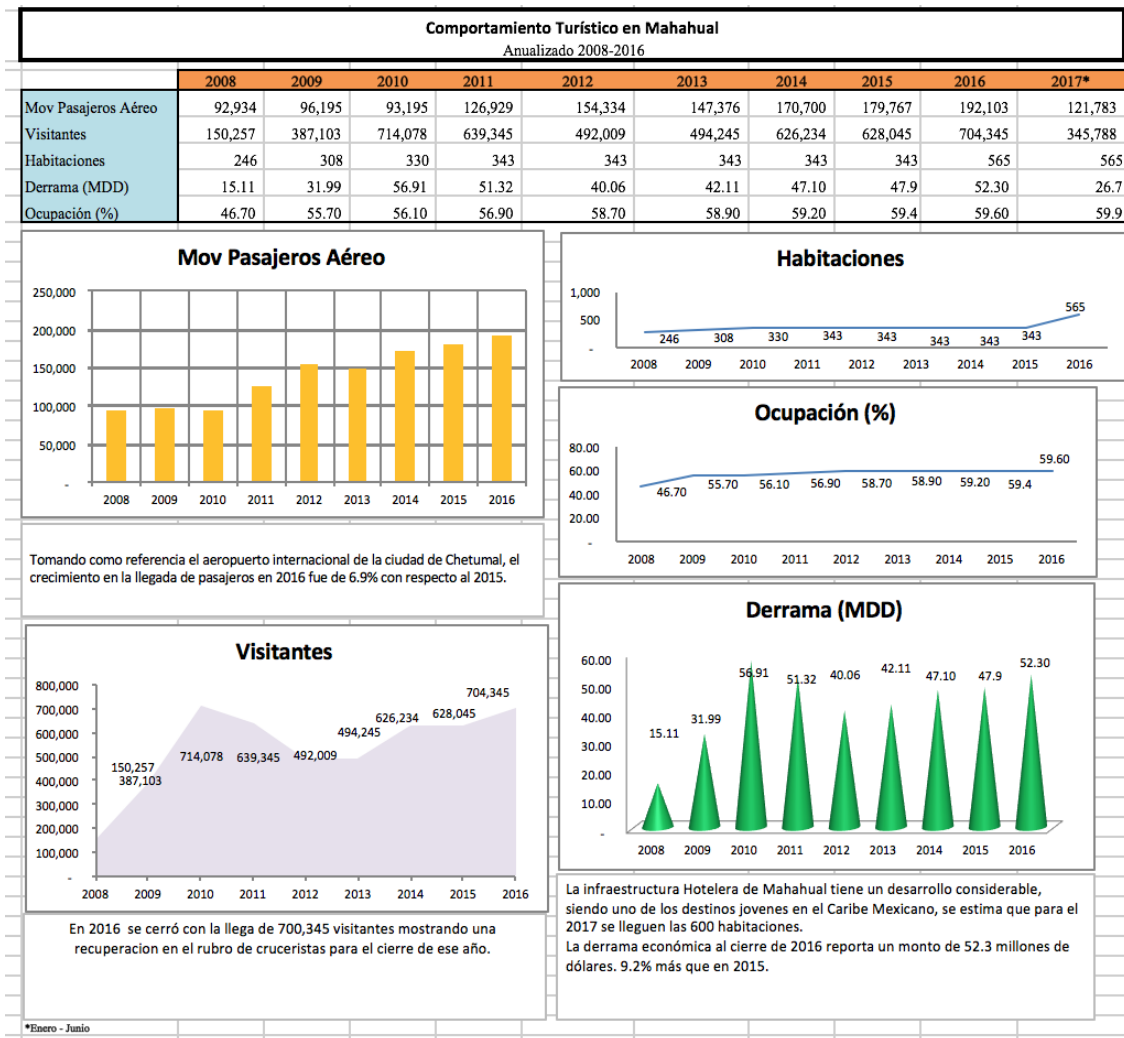 Comportamiento Turístico en Mahahual
Anualizado 2008-2016
2008 2009 2010 2011 2012 2013 2014 2015 2016 2017*
Mov Pasajeros Aéreo 92,934 96,195 93,195 126,929 154,334 147,376 170,700 179,767 192,103 121,783
Visitantes 150,257 387,103 714,078 639,345 492,009 494,245 626,234 628,045 704,345 345,788
Habitaciones 246 308 330 343 343 343 343 343 565 565
Derrama (MDD) 15.11 31.99 56.91 51.32 40.06 42.11 47.10 47.9 52.30 26.7
Ocupación (%) 46.70 55.70 56.10 56.90 58.70 58.90 59.20 59.4 59.60 59.9
Mov Pasajeros Aéreo
250,000
200,000
150,000
100,000
50,000
-
2008 2009 2010 2011 2012 2013 2014 2015 2016
Tomando como referencia el aeropuerto internacional de la ciudad de Chetumal, el
crecimiento en la llegada de pasajeros en 2016 fue de 6.9% con respecto al 2015.
Visitantes
800,000
700,000
600,000
500,000
400,000
300,000
200,000
100,000
-
150,257
387,103
714,078 639,345 492,009
494,245
626,234
628,045
704,345
2008 2009 2010 2011 2012 2013 2014 2015 2016
En 2016 se cerró con la llega de 700,345 visitantes mostrando una
recuperacion en el rubro de cruceristas para el cierre de ese año.
*Enero - Junio
Habitaciones
1,000
500
-
246 308 330 343 343 343 343 343 565
2008 2009 2010 2011 2012 2013 2014 2015 2016
Ocupación (%)
80.00
60.00
40.00
20.00
-
46.70 55.70 56.10 56.90 58.70 58.90 59.20 59.4 59.60
2008 2009 2010 2011 2012 2013 2014 2015 2016
Derrama (MDD)
60.00
50.00
40.00
30.00
20.00
10.00
-
15.11 31.99 56.91 51.32 40.06 42.11 47.10 47.9 52.30
2008 2009 2010 2011 2012 2013 2014 2015 2016
La infraestructura Hotelera de Mahahual tiene un desarrollo considerable,
siendo uno de los destinos jovenes en el Caribe Mexicano, se estima que para el
2017 se lleguen las 600 habitaciones.
La derrama económica al cierre de 2016 reporta un monto de 52.3 millones de
dólares. 9.2% más que en 2015.